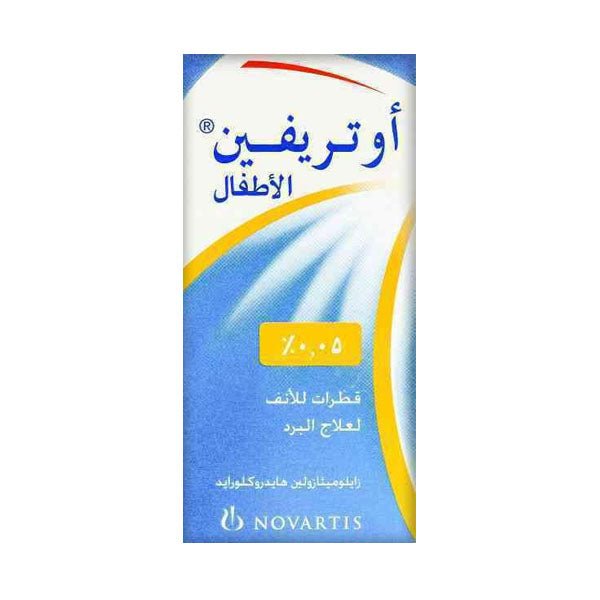 أوتريفين®
الأطفال
٪٠,٠٥
قطرات للأنف
لعلاج البرد
زايلوميتازولين هايدروكلورايد
NOVARTIS